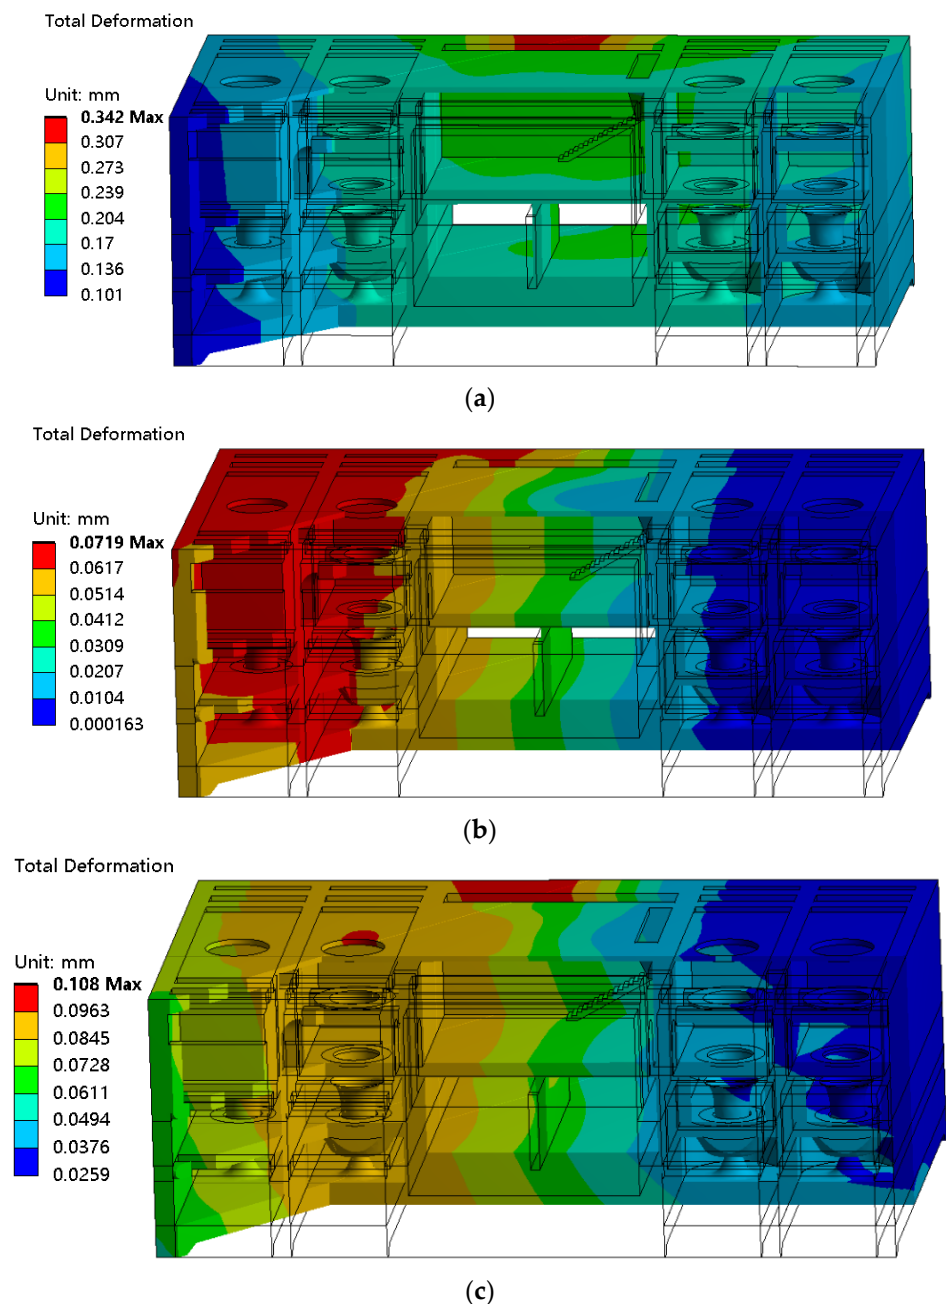 Total Deformation
Unit: mm
0.342 Max
0.307
0.273
0.239
0.204
0.17
0.136
0.101
(a)
Total Deformation
Unit: mm
0.0719 Max
0.0617
0.0514
0.0412
0.0309
0.0207
0.0104
0.000163
(b)
Total Deformation
Unit: mm
0.108 Max
0.0963
0.0845
0.0728
0.0611
0.0494
0.0376
0.0259
(c)